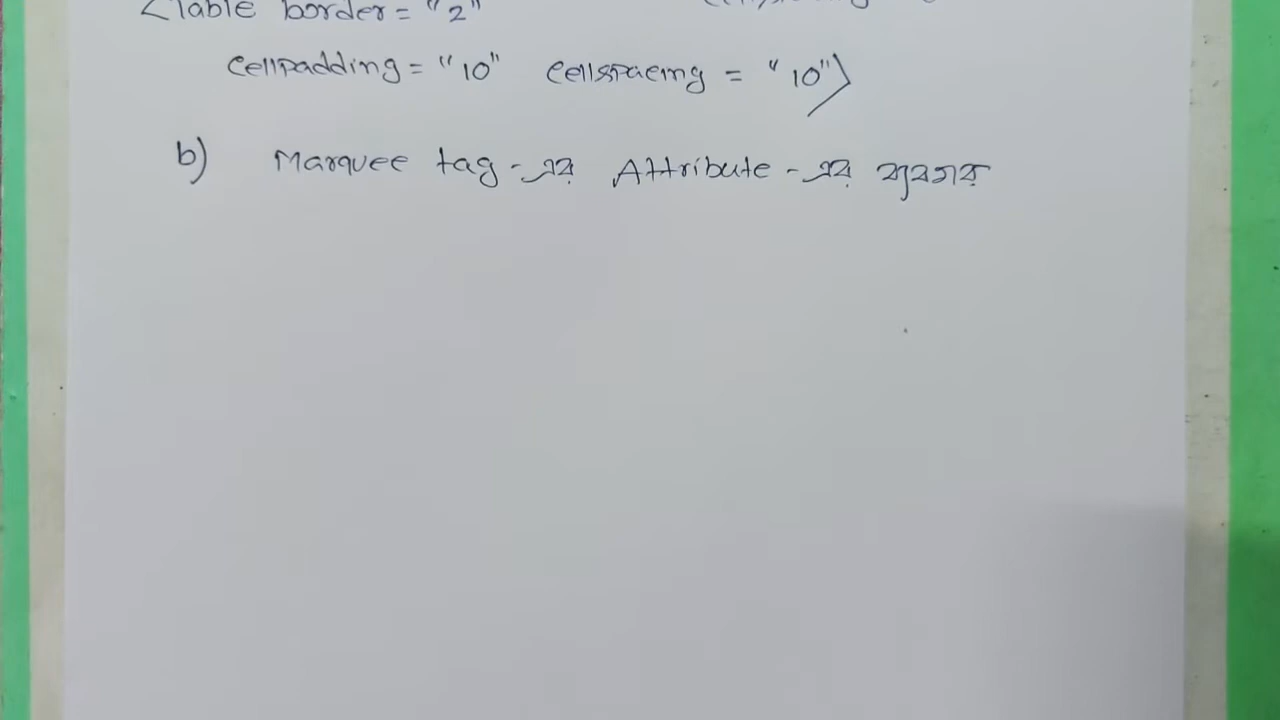 <Table border = "2"
Cellpadding = "10" Cellspacing = "10">
b) Marquee tag-এর Attribute-এর ব্যবহার